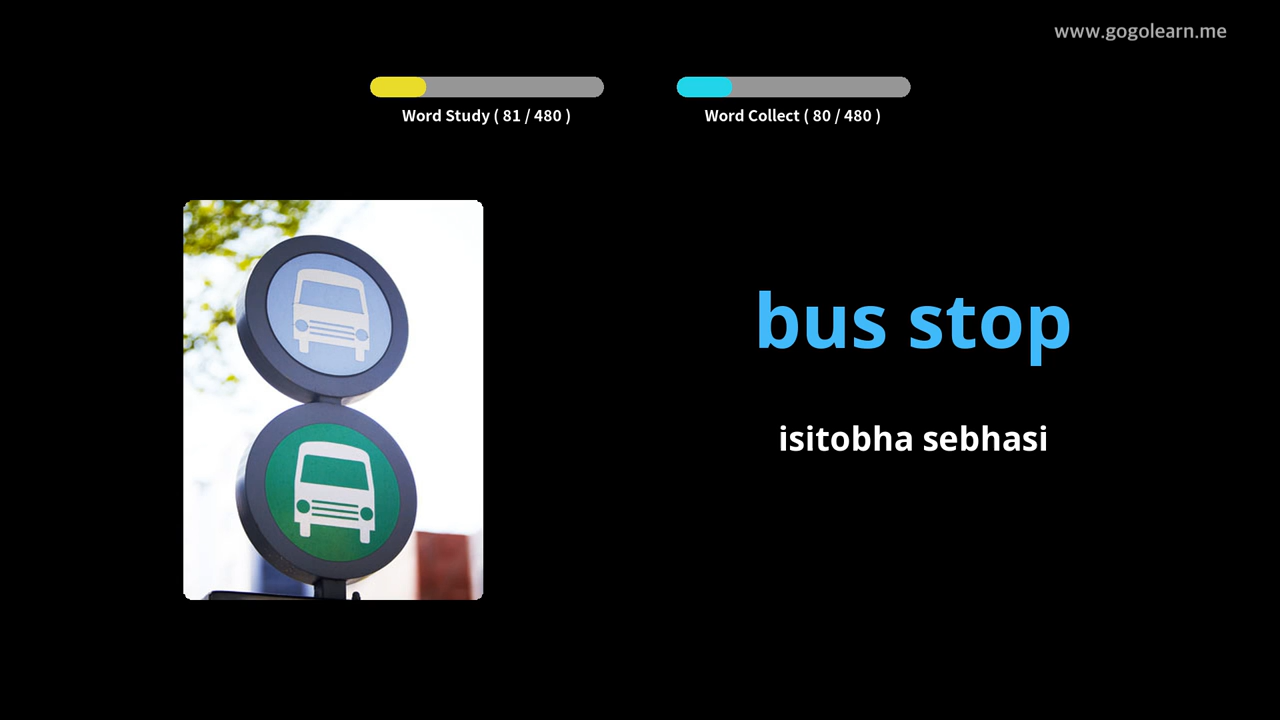 www.gogolearn.me
Word Study ( 81 / 480 )
Word Collect ( 80 / 480 )
bus stop
isitobha sebhasi